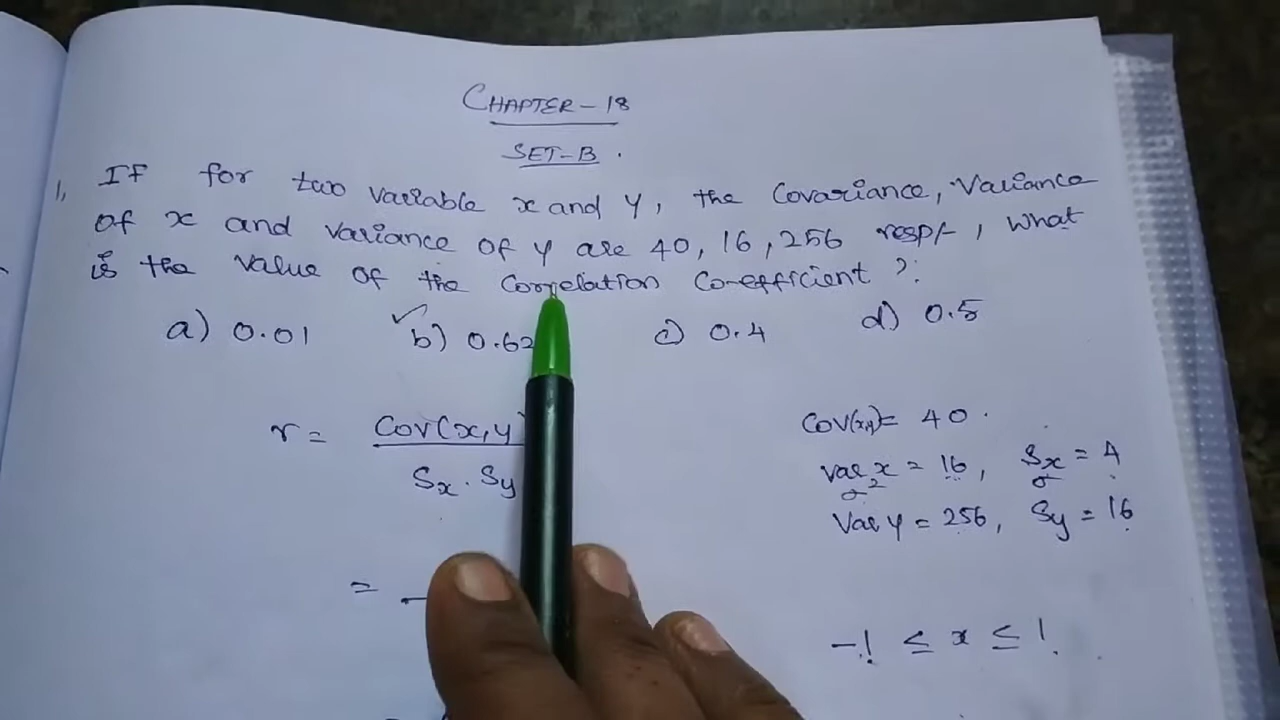 CHAPTER-18
SET-B.
1, IF for two variable x and y, the Covariance, Variance
of x and variance of y are 40, 16, 256 resp/-, what
is the value of the Correlation Co-efficient ?:
a) 0.01 b) 0.62 c) 0.4 d) 0.5
r = Cov(x,y
Sx . Sy
=
Cov(x,y) = 40.
var x = 16, Sx = 4
σ² σ
Var y = 256, Sy = 16
-1 ≤ x ≤ 1.